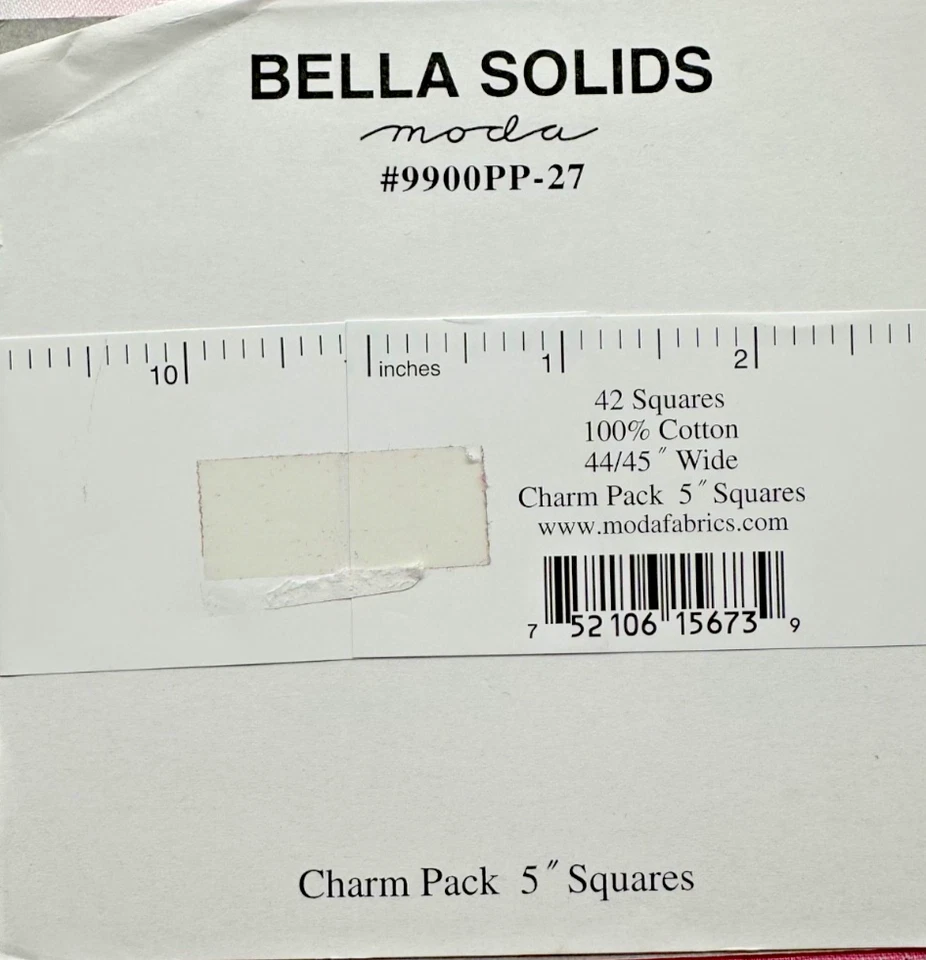 BELLA SOLIDS
moda
#9900PP-27
10 inches 1 2
42 Squares
100% Cotton
44/45" Wide
Charm Pack 5" Squares
www.modafabrics.com
7 52106 15673 9
Charm Pack 5" Squares